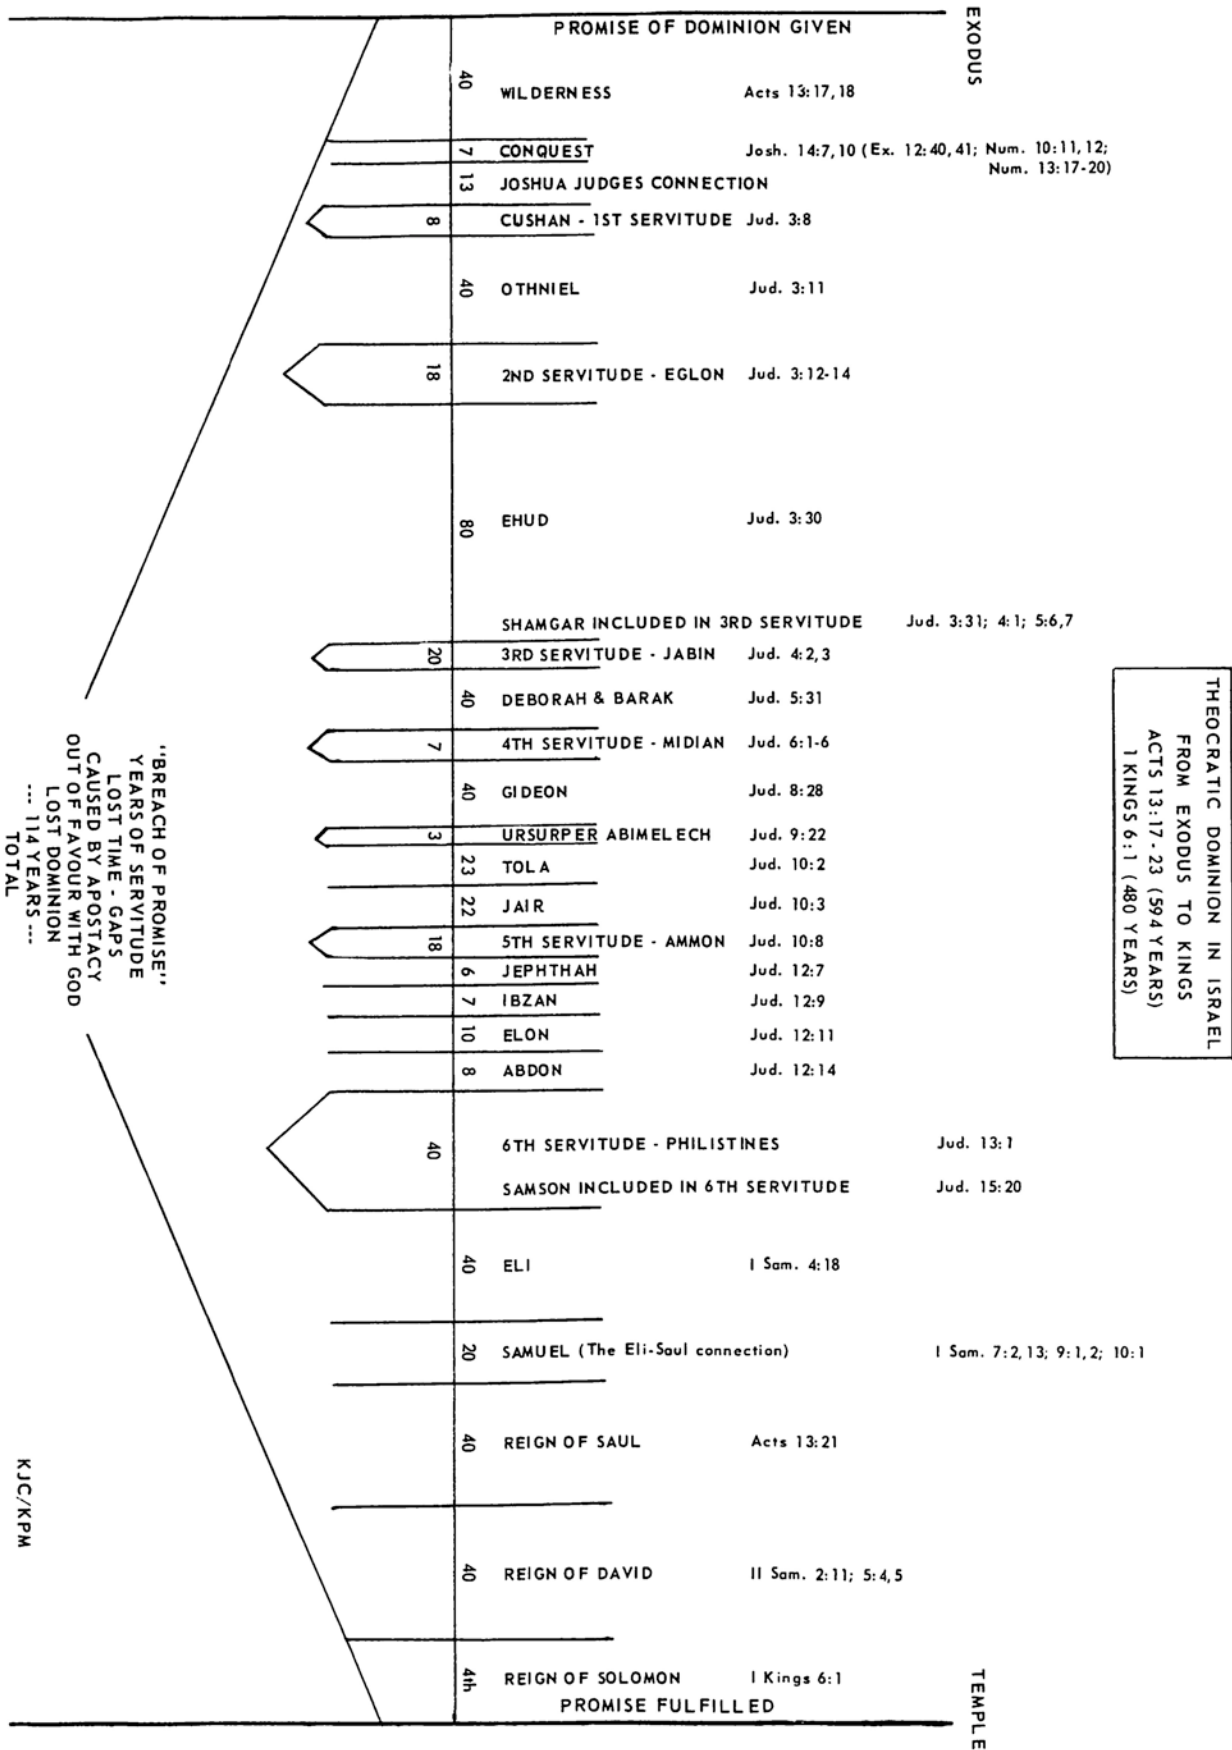 EXODUS
PROMISE OF DOMINION GIVEN
40 WILDERNESS Acts 13:17,18
7 CONQUEST Josh. 14:7,10 (Ex. 12:40,41; Num. 10:11,12;
Num. 13:17-20)
13 JOSHUA JUDGES CONNECTION
8 CUSHAN - 1ST SERVITUDE Jud. 3:8
40 OTHNIEL Jud. 3:11
18 2ND SERVITUDE - EGLON Jud. 3:12-14
80 EHUD Jud. 3:30
SHAMGAR INCLUDED IN 3RD SERVITUDE Jud. 3:31; 4:1; 5:6,7
20 3RD SERVITUDE - JABIN Jud. 4:2,3
40 DEBORAH & BARAK Jud. 5:31
7 4TH SERVITUDE - MIDIAN Jud. 6:1-6
40 GIDEON Jud. 8:28
3 URSURPER ABIMELECH Jud. 9:22
23 TOLA Jud. 10:2
22 JAIR Jud. 10:3
18 5TH SERVITUDE - AMMON Jud. 10:8
6 JEPHTHAH Jud. 12:7
7 IBZAN Jud. 12:9
10 ELON Jud. 12:11
8 ABDON Jud. 12:14
40 6TH SERVITUDE - PHILISTINES Jud. 13:1
SAMSON INCLUDED IN 6TH SERVITUDE Jud. 15:20
40 ELI I Sam. 4:18
20 SAMUEL (The Eli-Saul connection) I Sam. 7:2,13; 9:1,2; 10:1
40 REIGN OF SAUL Acts 13:21
40 REIGN OF DAVID II Sam. 2:11; 5:4,5
4th REIGN OF SOLOMON I Kings 6:1
PROMISE FULFILLED
TEMPLE
THEOCRATIC DOMINION IN ISRAEL
FROM EXODUS TO KINGS
ACTS 13:17-23 (594 YEARS)
1 KINGS 6:1 (480 YEARS)
"BREACH OF PROMISE"
YEARS OF SERVITUDE
LOST TIME - GAPS
CAUSED BY APOSTACY
OUT OF FAVOUR WITH GOD
LOST DOMINION
--- 114 YEARS ---
TOTAL
KJC/KPM